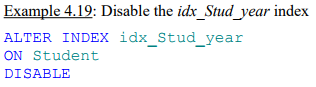 Example 4.19: Disable the idx_Stud_year index
ALTER INDEX idx_Stud_year
ON Student
DISABLE